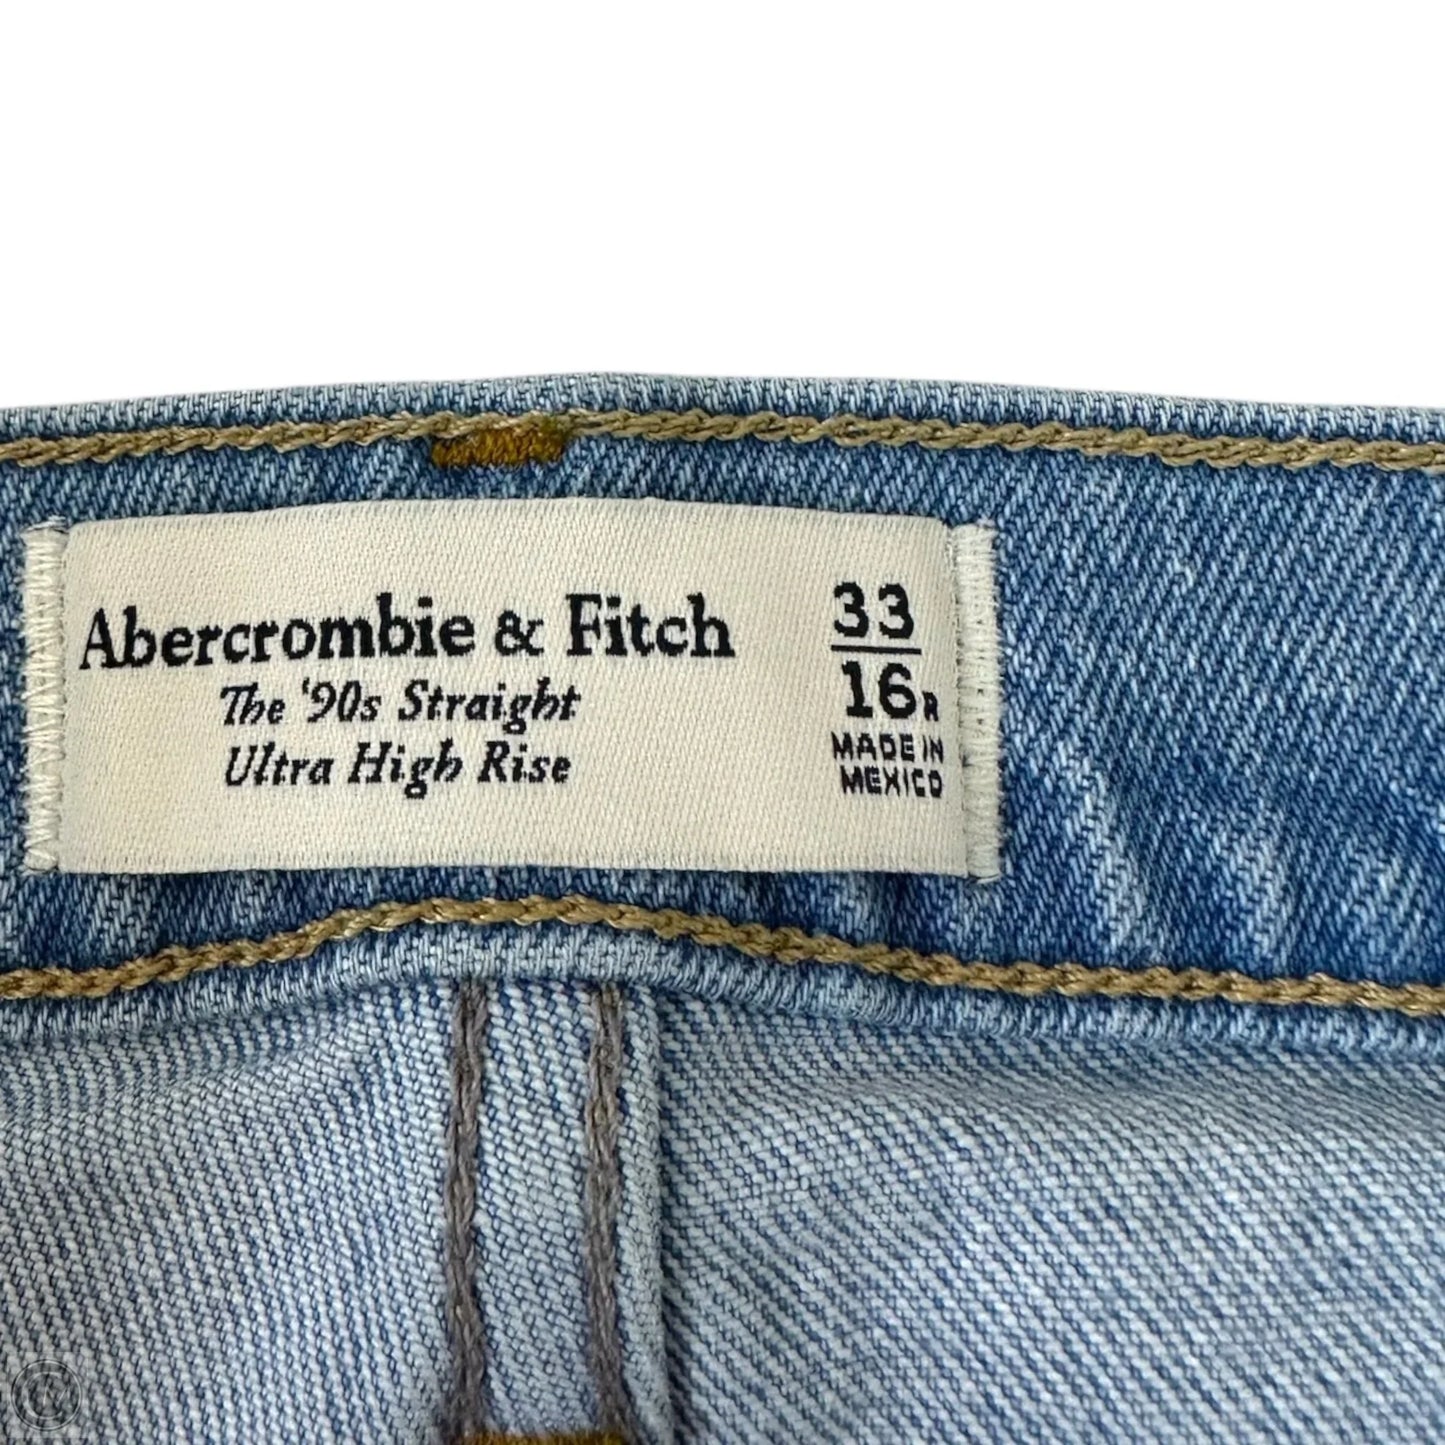 Abercrombie & Fitch
The '90s Straight
Ultra High Rise
33
16R
MADE IN
MEXICO